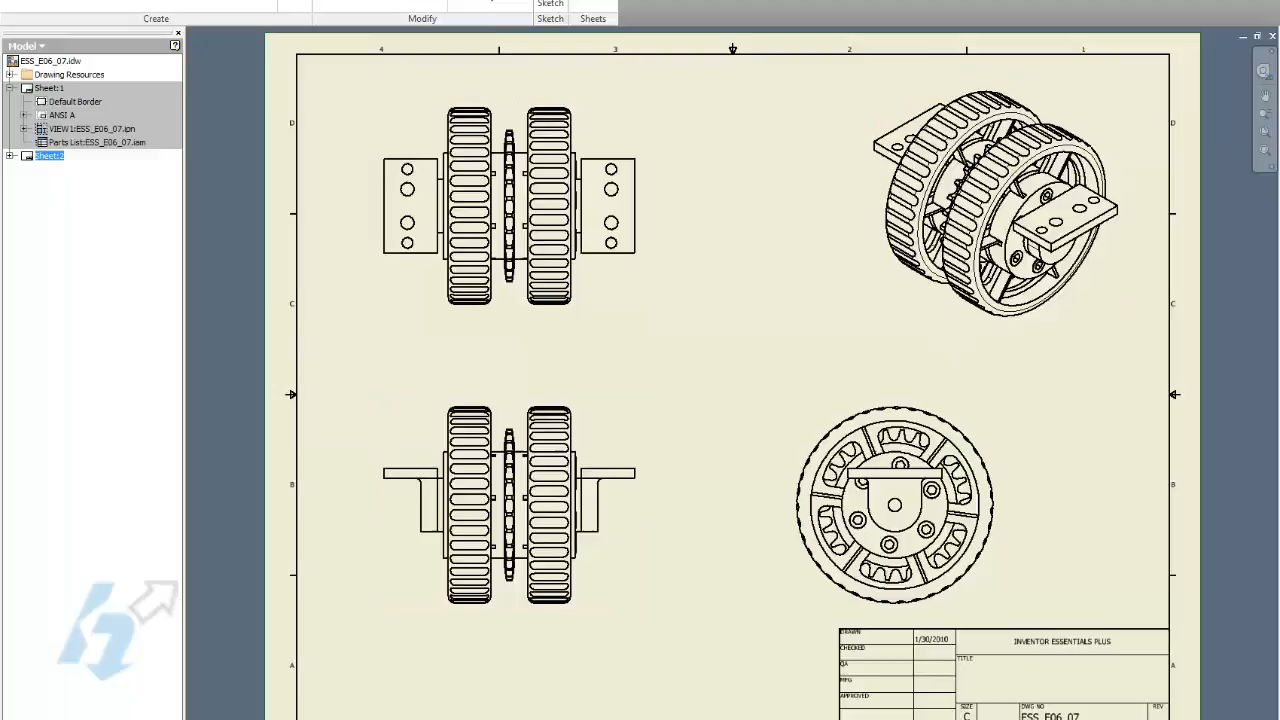 Sketch
Create
Modify
Sketch
Sheets
Model
ESS_E06_07.idw
Drawing Resources
Sheet:1
Default Border
ANSI A
VIEW1:ESS_E06_07.ipn
Parts List:ESS_E06_07.iam
Sheet:2
4
3
2
1
D
D
C
C
B
B
A
A
DRAWN
1/30/2010
CHECKED
QA
MFG
APPROVED
INVENTOR ESSENTIALS PLUS
TITLE
SIZE
C
DWG NO
ESS_E06_07
REV